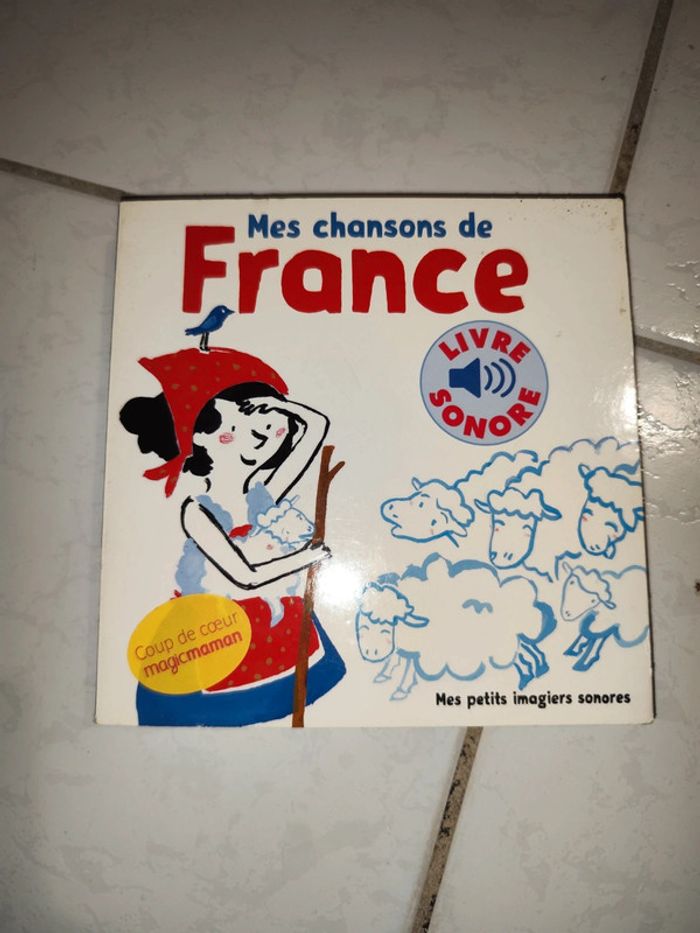 Mes chansons de
France
LIVRE
SONORE
Coup de cœur
magicmaman
Mes petits imagiers sonores